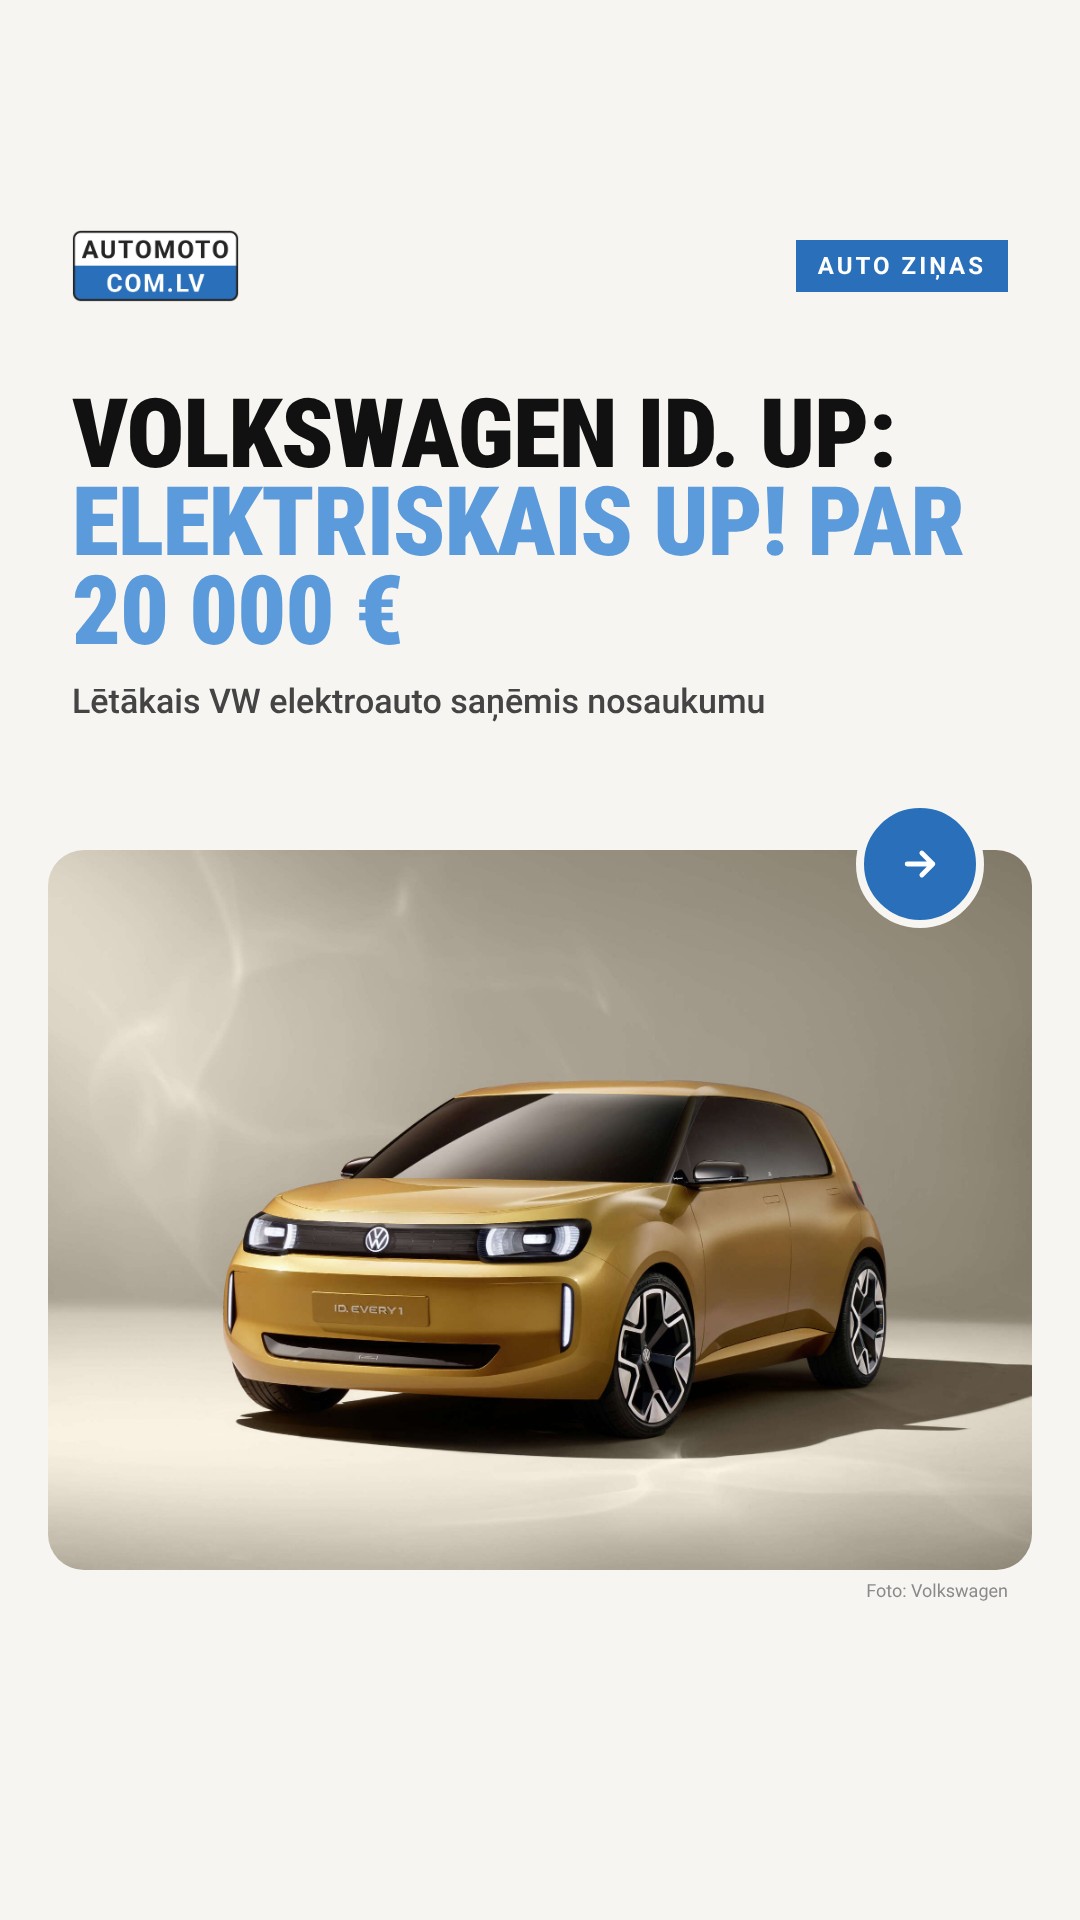 AUTOMOTO
COM.LV
AUTO ZIŅAS
VOLKSWAGEN ID. UP:
ELEKTRISKAIS UP! PAR
20 000 €
Lētākais VW elektroauto saņēmis nosaukumu
ID. EVERY1
Foto: Volkswagen